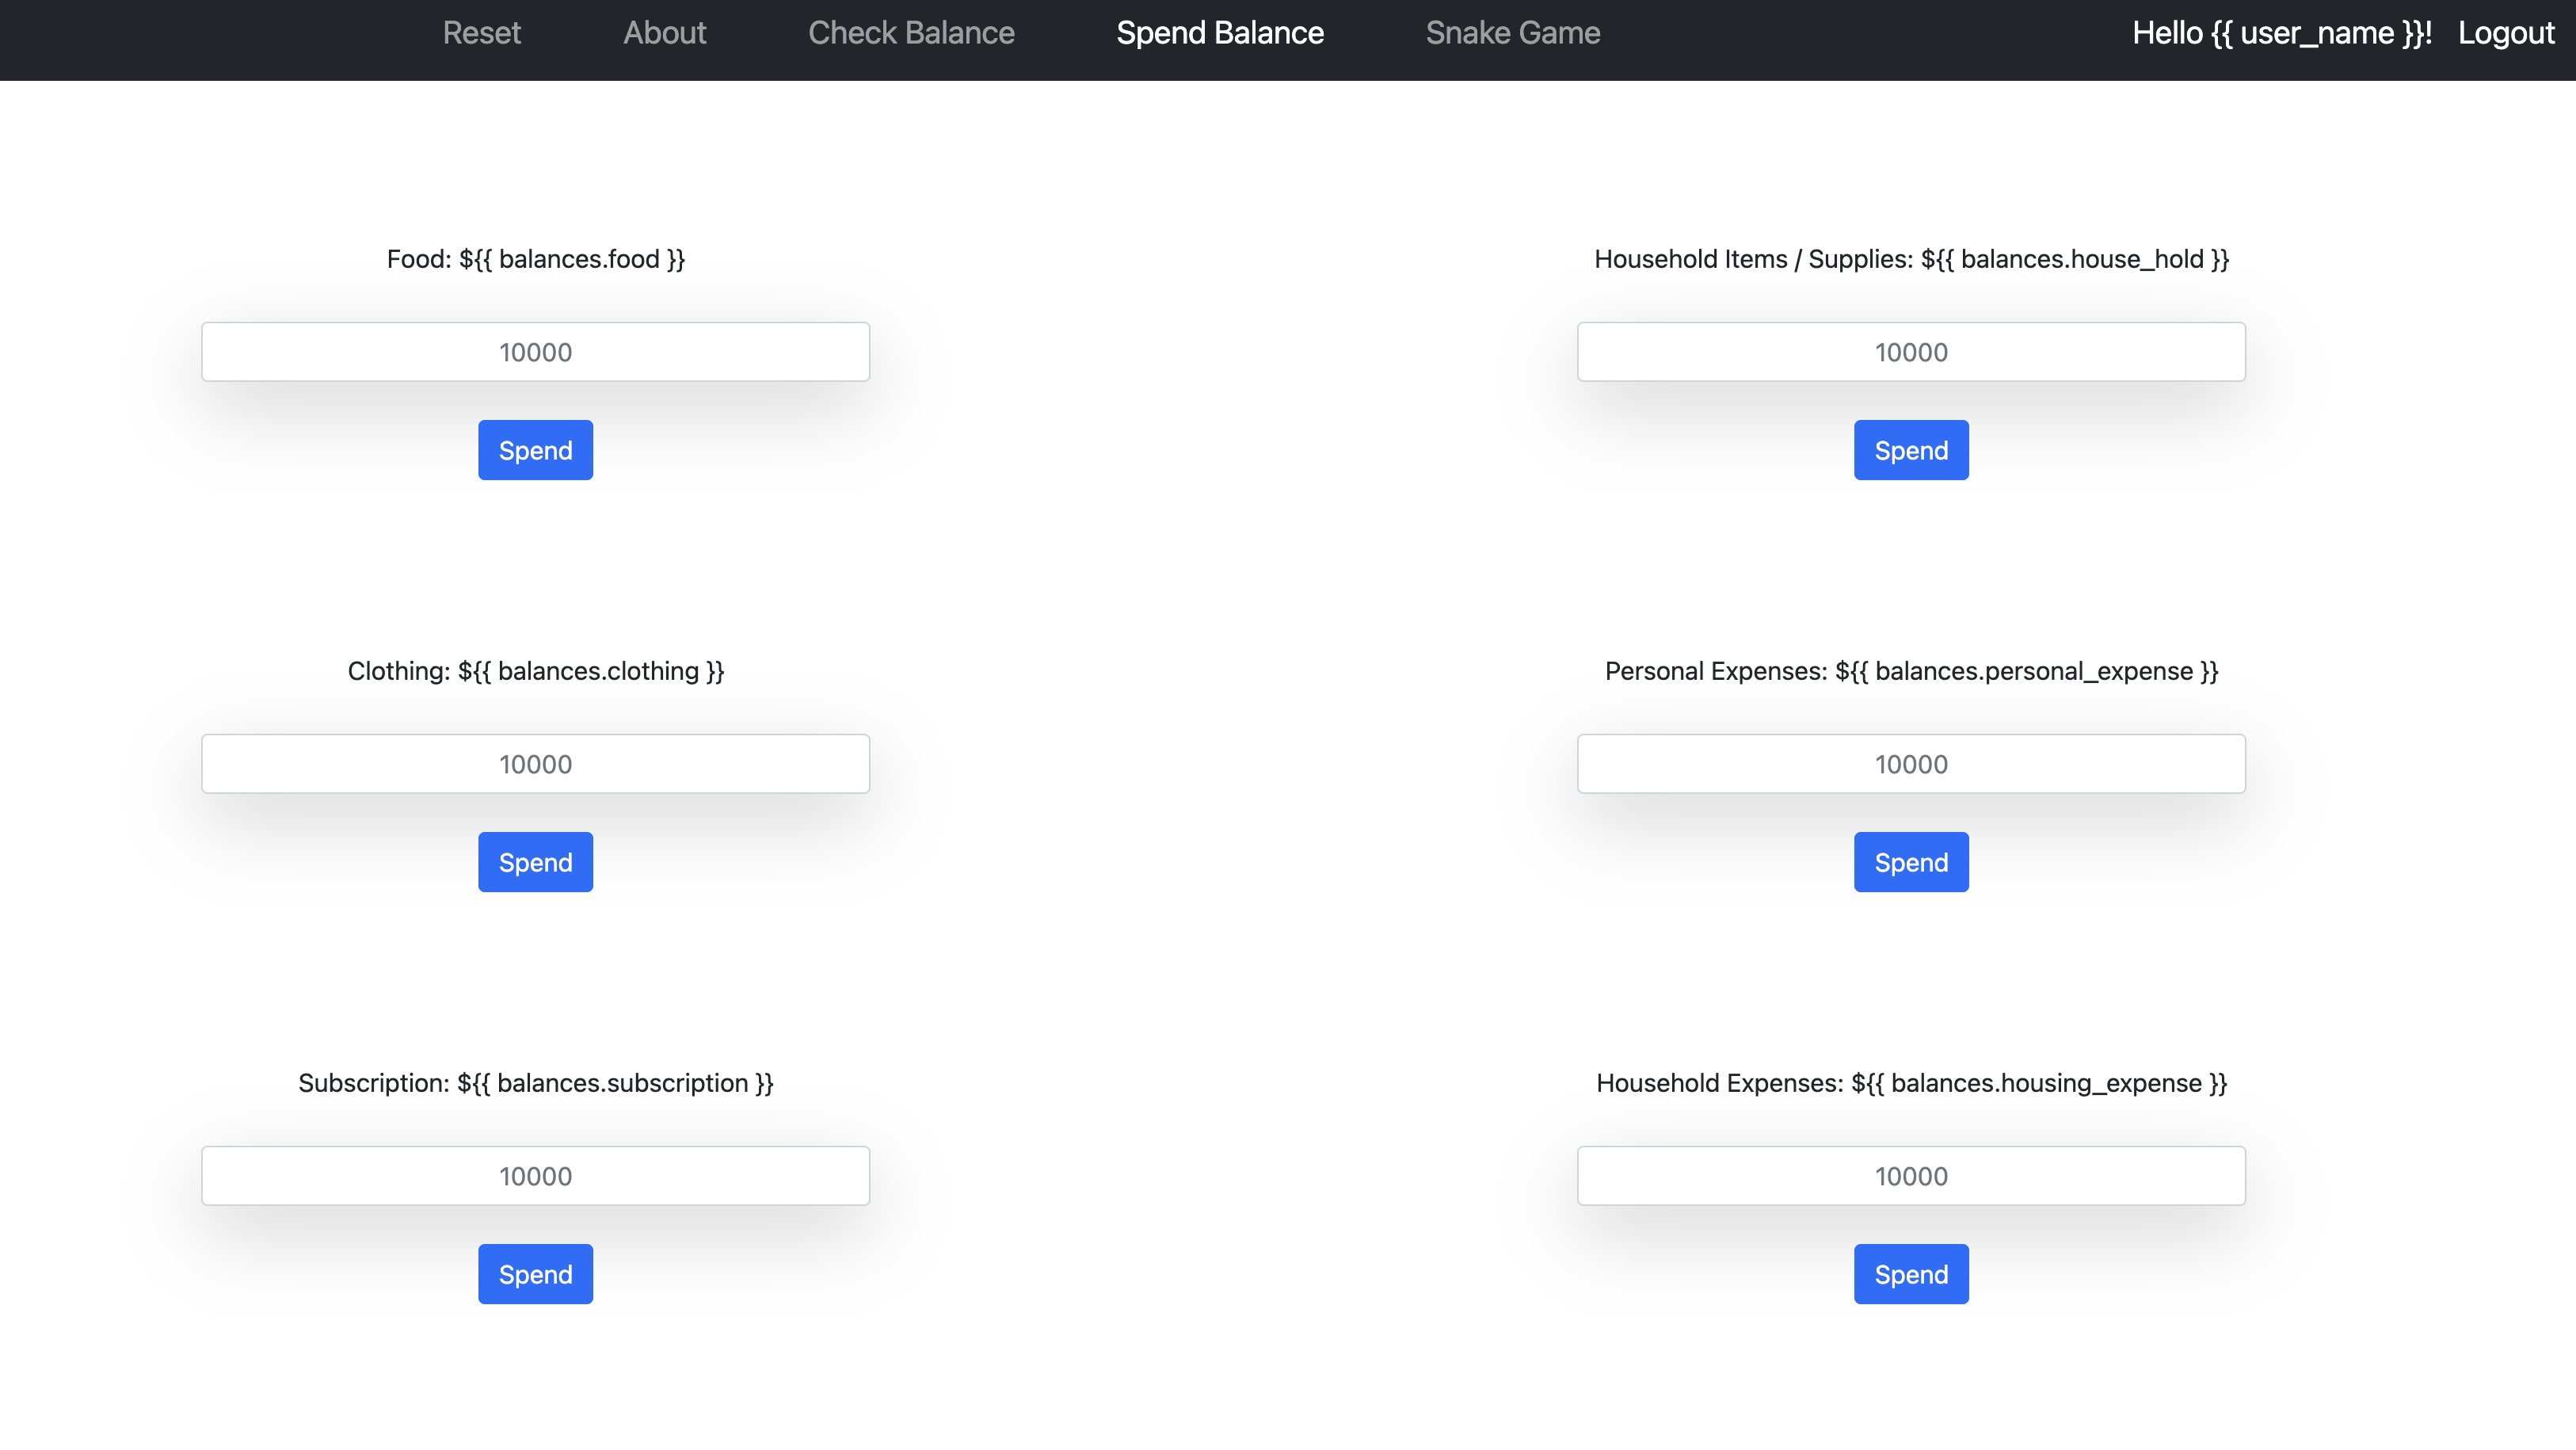 Reset About Check Balance Spend Balance Snake Game Hello {{ user_name }}! Logout
Food: ${{ balances.food }}
Household Items / Supplies: ${{ balances.house_hold }}
10000
10000
Spend
Spend
Clothing: ${{ balances.clothing }}
Personal Expenses: ${{ balances.personal_expense }}
10000
10000
Spend
Spend
Subscription: ${{ balances.subscription }}
Household Expenses: ${{ balances.housing_expense }}
10000
10000
Spend
Spend